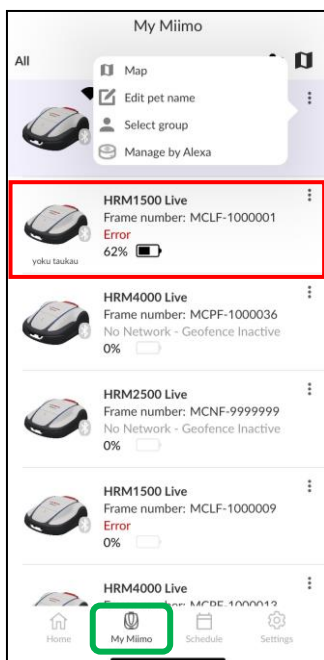 My Miimo
All
Map
Edit pet name
Select group
Manage by Alexa
HRM1500 Live
Frame number: MCLF-1000001
Error
62%
yoku taukau
HRM4000 Live
Frame number: MCPF-1000036
No Network - Geofence Inactive
0%
HRM2500 Live
Frame number: MCNF-9999999
No Network - Geofence Inactive
0%
HRM1500 Live
Frame number: MCLF-1000009
Error
0%
HRM4000 Live
Home
My Miimo
Schedule
Settings